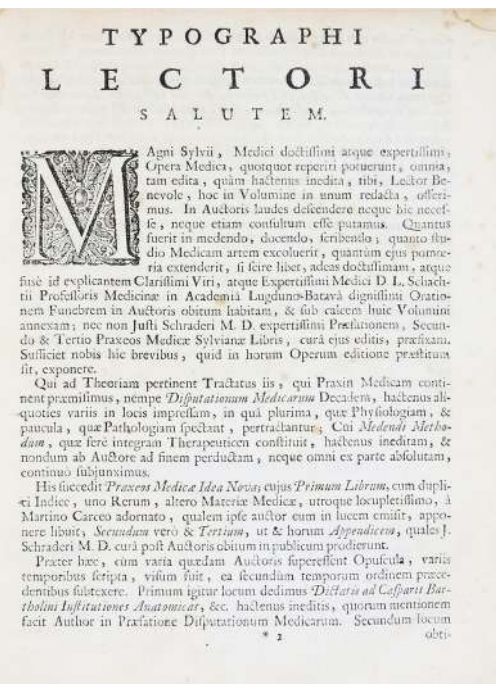 TYPOGRAPHI
LECTORI
SALUTEM.
MAgni Sylvii, Medici doctissimi atque expertissimi,
Opera Medica, quotquot reperiri potuerunt, omnia,
tam edita, quàm hactenus inedita, tibi, Lector Be-
nevole, hoc in Volumine in unum redacta, offeri-
mus. In Auctoris laudes descendere neque hic neces-
se, neque etiam consultum esse putamus. Quantus
fuerit in medendo, docendo, scribendo; quanto stu-
dio Medicam artem excoluerit, quantùm ejus pomœ-
ria extenderit, si scire libet, adeas doctissimam, atque
fusè id explicantem Clarissimi Viri, atque Expertissimi Medici D. L. Schach-
tii Professoris Medicinæ in Academiâ Lugduno-Batavâ dignissimi Oratio-
nem Funebrem in Auctoris obitum habitam, & sub calcem huic Volumini
annexam; nec non Justi Schraderi M. D. expertissimi Præfationem, Secun-
do & Tertio Praxeos Medicæ Sylvianæ Libris, curâ ejus editis, præfixam.
Sufficiet nobis hic brevibus, quid in horum Operum editione præstitum
sit, exponere.
Qui ad Theoriam pertinent Tractatus iis, qui Praxin Medicam conti-
nent præmisimus, nempe Disputationum Medicarum Decadem, hactenus ali-
quoties variis in locis impressam, in quâ plurima, quæ Physiologiam, &
paucula, quæ Pathologiam spectant, pertractantur; Cui Medendi Metho-
dum, quæ ferè integram Therapeuticen constituit, hactenus ineditam, &
nondum ab Auctore ad finem perductam, neque omni ex parte absolutam,
continuò subjunximus.
His succedit Praxeos Medicæ Idea Nova; cujus Primum Librum, cum dupli-
ci Indice, uno Rerum, altero Materiæ Medicæ, utroque locupletissimo, à
Martino Carceo adornato, qualem ipse auctor eum in lucem emisit, appo-
nere libuit, Secundum verò & Tertium, ut & horum Appendicem, quales J.
Schraderi M. D. curâ post Auctoris obitum in publicum prodierunt.
Præter hæc, cùm varia quædam Auctoris superessent Opuscula, variis
temporibus scripta, visum fuit, ea secundùm temporum ordinem præce-
dentibus subtexere. Primum igitur locum dedimus Dictatis ad Casparii Bar-
tholini Institutiones Anatomicas, &c. hactenus ineditis, quorum mentionem
facit Author in Præfatione Disputationum Medicarum. Secundum locum
* 2 obti-